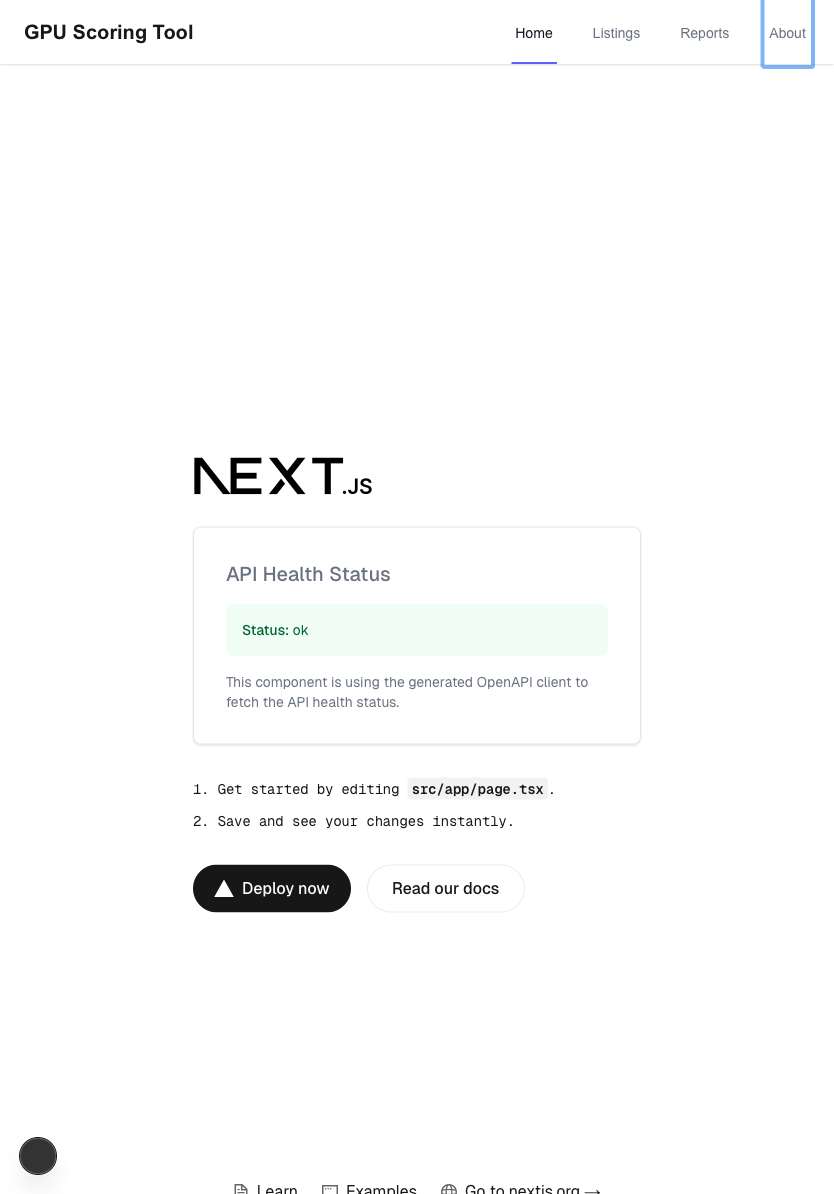 GPU Scoring Tool
Home Listings Reports About
NEXT.JS
API Health Status
Status: ok
This component is using the generated OpenAPI client to
fetch the API health status.
1. Get started by editing src/app/page.tsx.
2. Save and see your changes instantly.
Deploy now Read our docs
Learn Examples Go to nextjs.org →